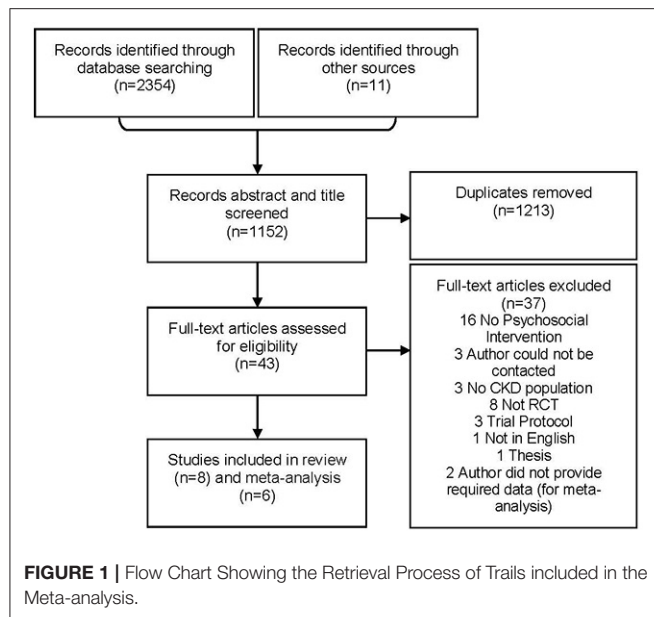 Records identified through
database searching
(n=2354)
Records identified through
other sources
(n=11)
Records abstract and title
screened
(n=1152)
Duplicates removed
(n=1213)
Full-text articles assessed
for eligibility
(n=43)
Full-text articles excluded
(n=37)
16 No Psychosocial
Intervention
3 Author could not be
contacted
3 No CKD population
8 Not RCT
3 Trial Protocol
1 Not in English
1 Thesis
2 Author did not provide
required data (for meta-
analysis)
Studies included in review
(n=8) and meta-analysis
(n=6)
FIGURE 1 | Flow Chart Showing the Retrieval Process of Trails included in the
Meta-analysis.